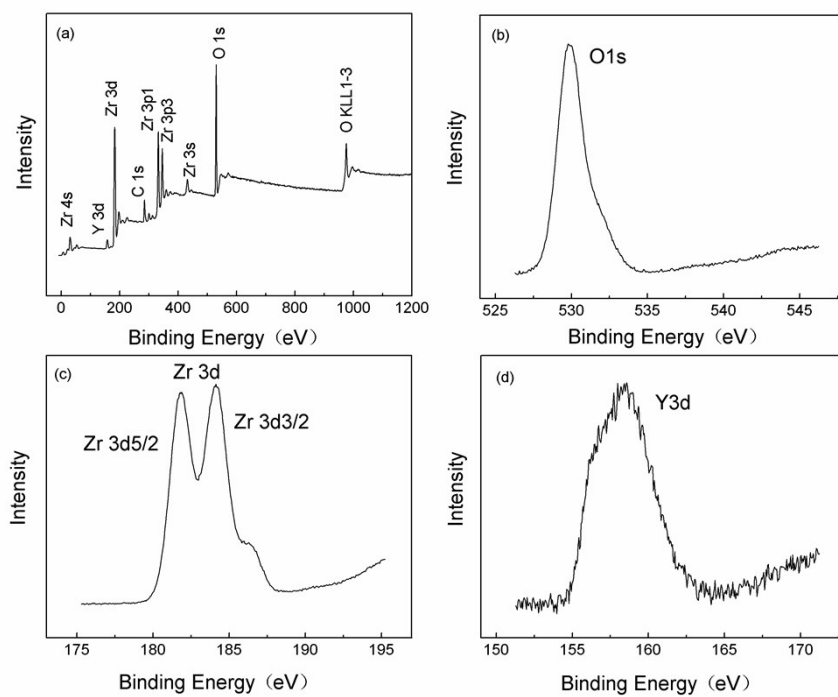 (a)
Intensity
Zr 4s
Y 3d
Zr 3d
C 1s
Zr 3p1
Zr 3p3
Zr 3s
O 1s
O KLL1-3
0 200 400 600 800 1000 1200
Binding Energy（eV）
(b)
Intensity
O1s
525 530 535 540 545
Binding Energy（eV）
(c)
Intensity
Zr 3d
Zr 3d5/2
Zr 3d3/2
175 180 185 190 195
Binding Energy（eV）
(d)
Intensity
Y3d
150 155 160 165 170
Binding Energy（eV）